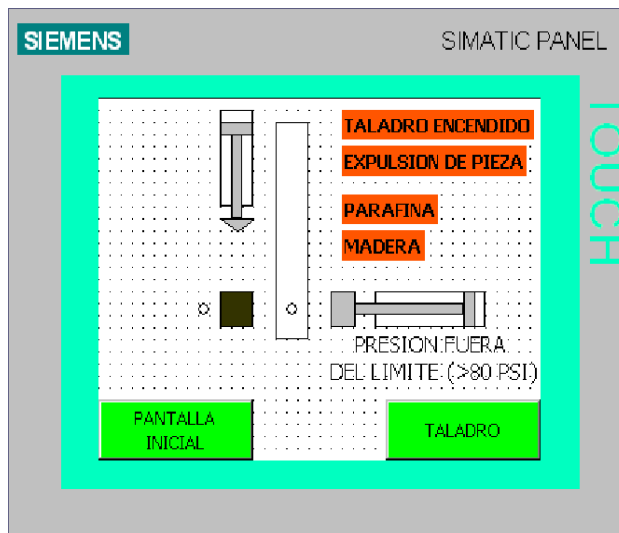 SIEMENS
SIMATIC PANEL
TOUCH
TALADRO ENCENDIDO
EXPULSION DE PIEZA
PARAFINA
MADERA
PRESION FUERA
DEL LIMITE (>80 PSI)
PANTALLA
INICIAL
TALADRO